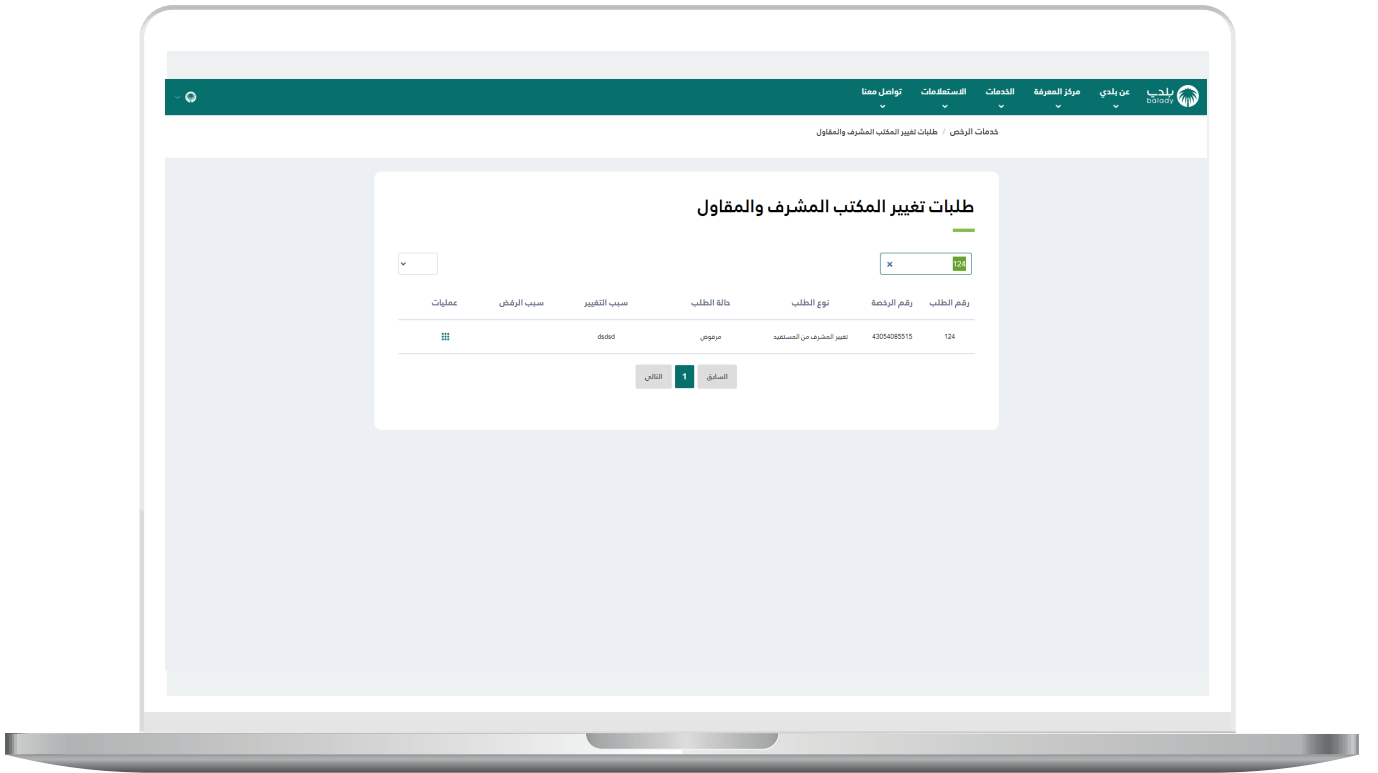 بلدي
balady
عن بلدي مركز المعرفة الخدمات الاستعلامات تواصل معنا
خدمات الرخص / طلبات تغيير المكتب المشرف والمقاول
طلبات تغيير المكتب المشرف والمقاول
124 ×
رقم الطلب رقم الرخصة نوع الطلب حالة الطلب سبب التغيير سبب الرفض عمليات
124 43054085515 تغيير المشرف من المستفيد مرفوض dsdsd
السابق 1 التالي